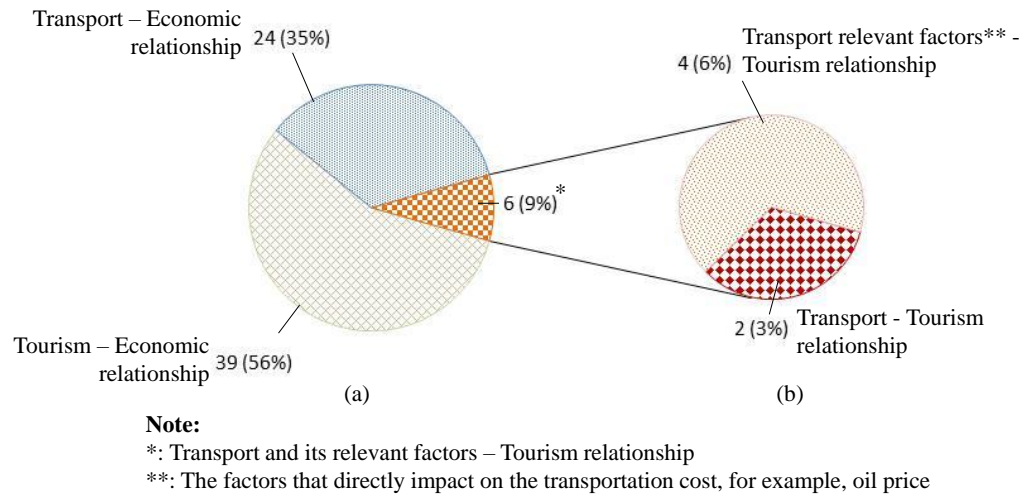 Transport – Economic
relationship
24 (35%)
Transport relevant factors** -
Tourism relationship
4 (6%)
6 (9%)*
2 (3%)
Transport - Tourism
relationship
Tourism – Economic
relationship
39 (56%)
(a)
(b)
Note:
*: Transport and its relevant factors – Tourism relationship
**: The factors that directly impact on the transportation cost, for example, oil price